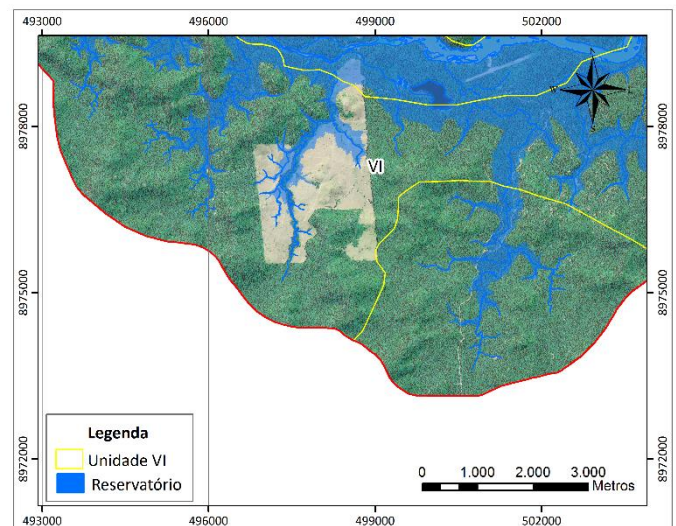 493000 496000 499000 502000
8978000 8978000
N
W L
S
VI
8975000 8975000
Legenda
Unidade VI
Reservatório
8972000 8972000
0 1.000 2.000 3.000
Metros
493000 496000 499000 502000